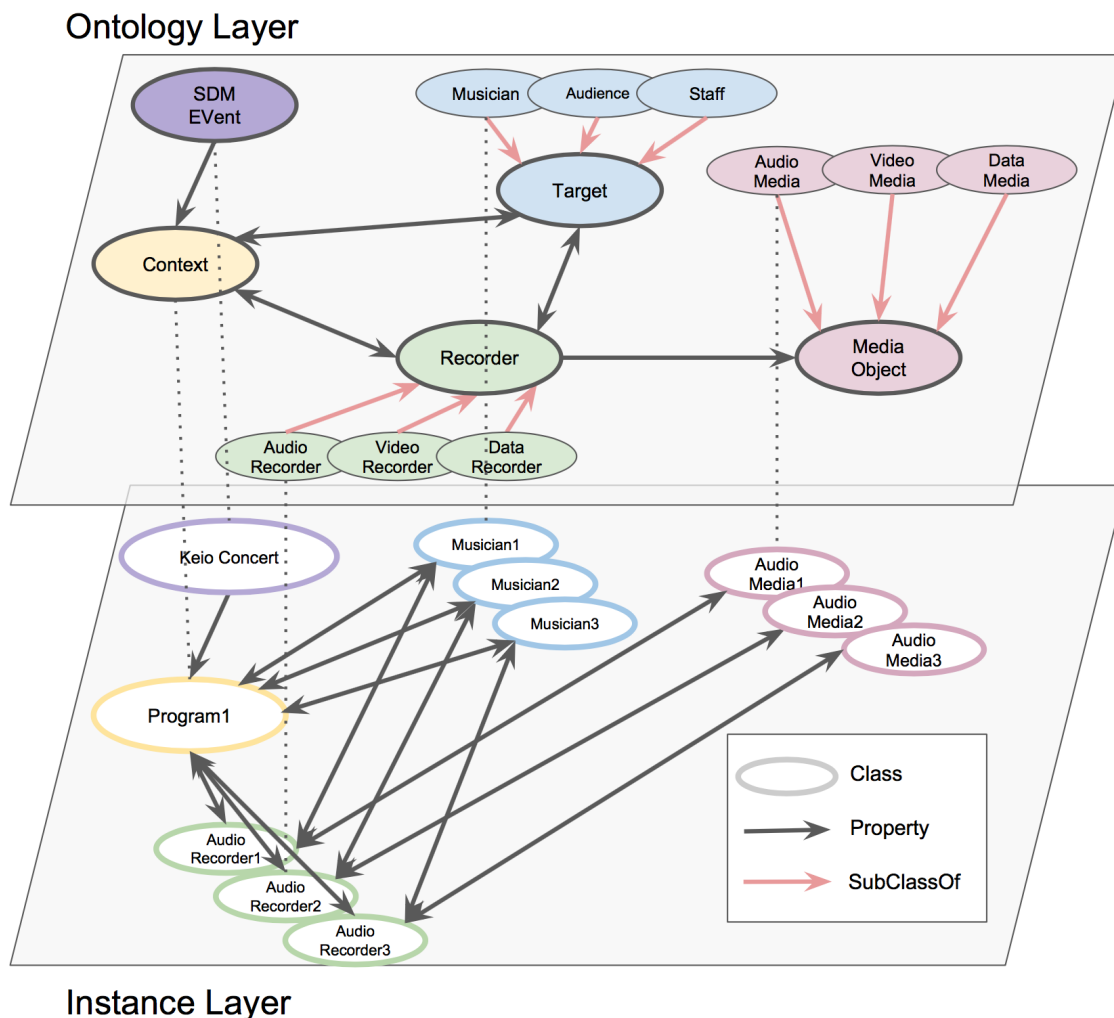 Ontology Layer
SDM
EVent
Musician
Audience
Staff
Target
Audio
Media
Video
Media
Data
Media
Context
Recorder
Media
Object
Audio
Recorder
Video
Recorder
Data
Recorder
Keio Concert
Musician1
Musician2
Musician3
Audio
Media1
Audio
Media2
Audio
Media3
Program1
Audio
Recorder1
Audio
Recorder2
Audio
Recorder3
Class
Property
SubClassOf
Instance Layer